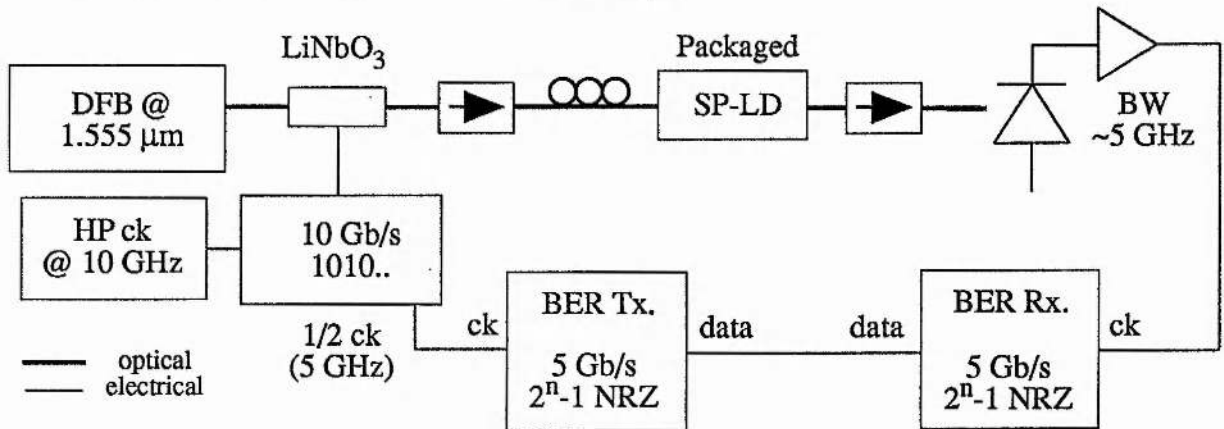 LiNbO3
Packaged
DFB @
1.555 µm
SP-LD
BW
~5 GHz
HP ck
@ 10 GHz
10 Gb/s
1010..
1/2 ck
(5 GHz)
ck
BER Tx.
5 Gb/s
2^n-1 NRZ
data
data
BER Rx.
5 Gb/s
2^n-1 NRZ
ck
optical
electrical